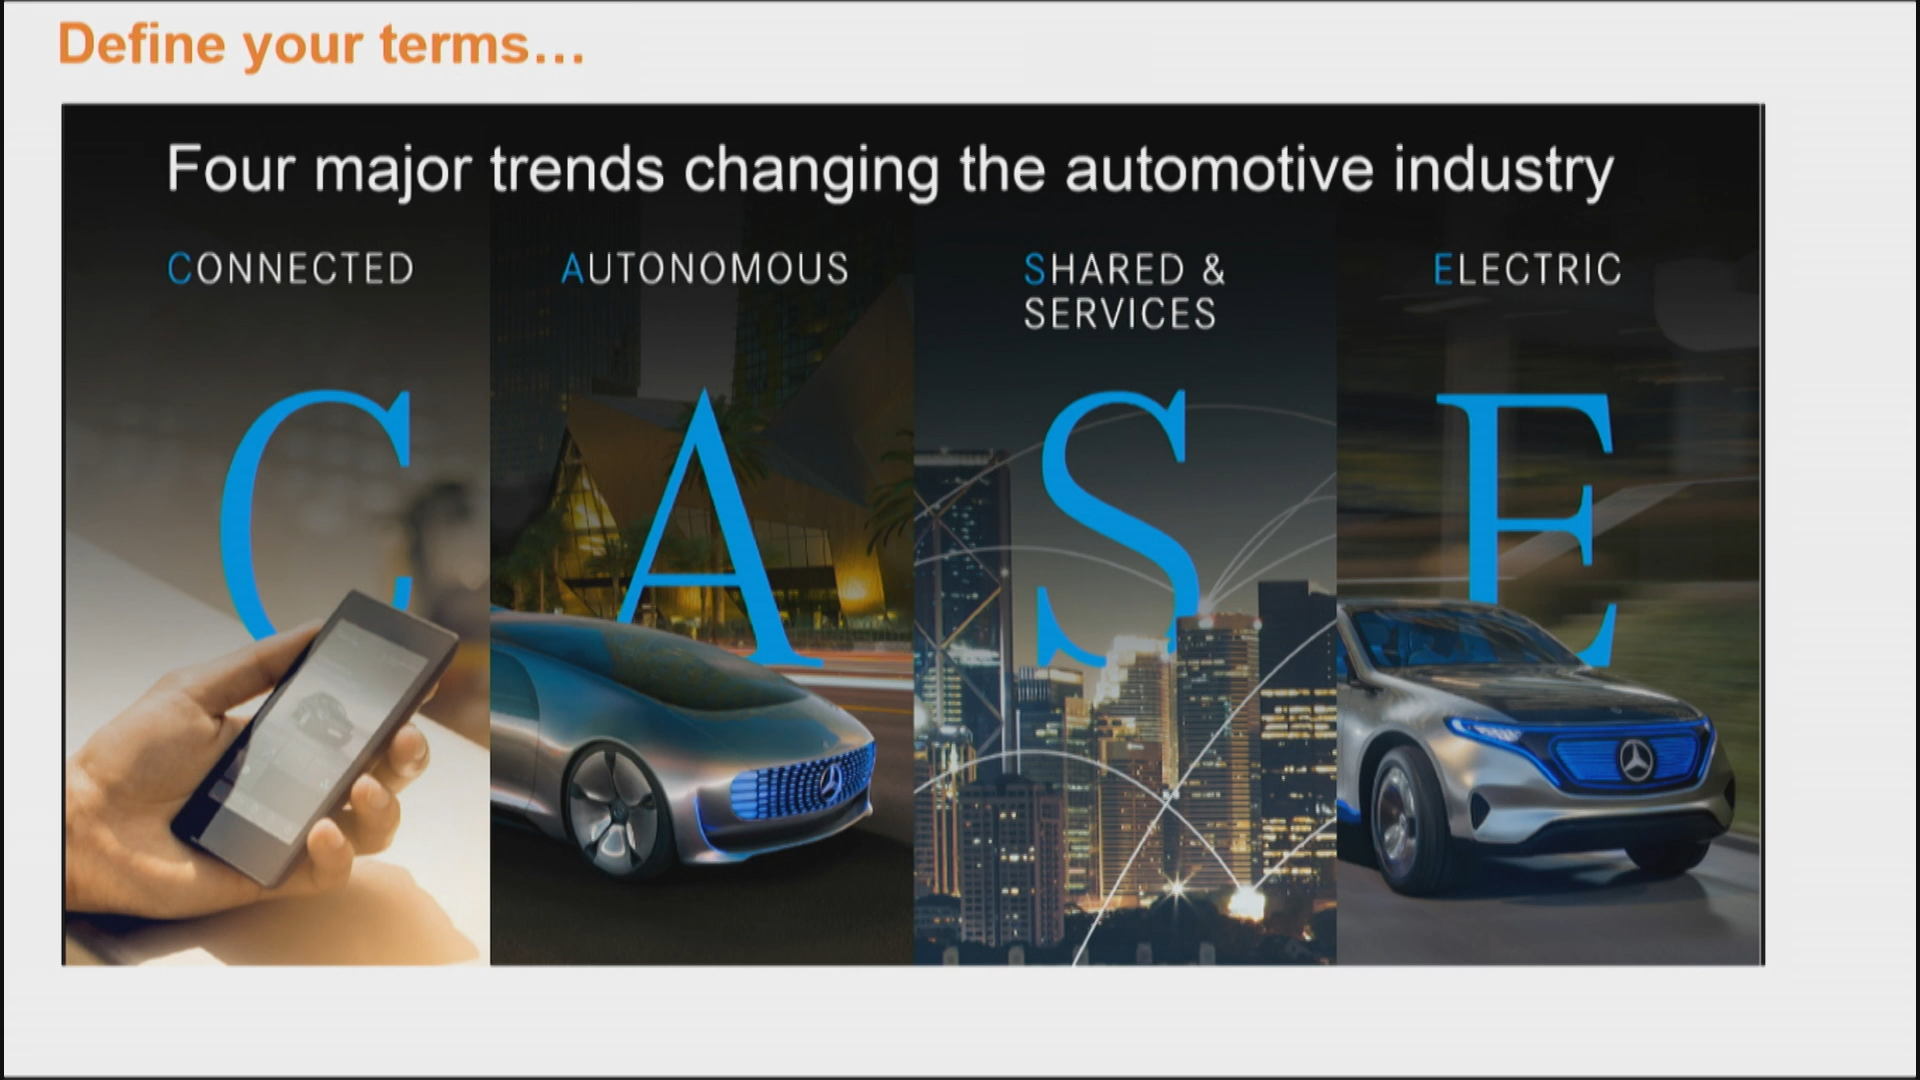 Define your terms...
Four major trends changing the automotive industry
CONNECTED
AUTONOMOUS
SHARED &
SERVICES
ELECTRIC
C
A
S
E